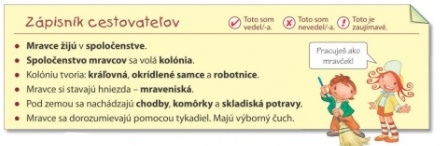 Zápisník cestovateľov
Toto som vedel/-a.
Toto som nevedel/-a.
Toto je zaujímavé.
Mravce žijú v spoločenstve.
Spoločenstvo mravcov sa volá kolónia.
Kolóniu tvoria: kráľovná, okrídlené samce a robotnice.
Mravce si stavajú hniezda – mraveniská.
Pod zemou sa nachádzajú chodby, komôrky a skladiská potravy.
Mravce sa dorozumievajú pomocou tykadiel. Majú výborný čuch.
Pracuješ ako
mravček!